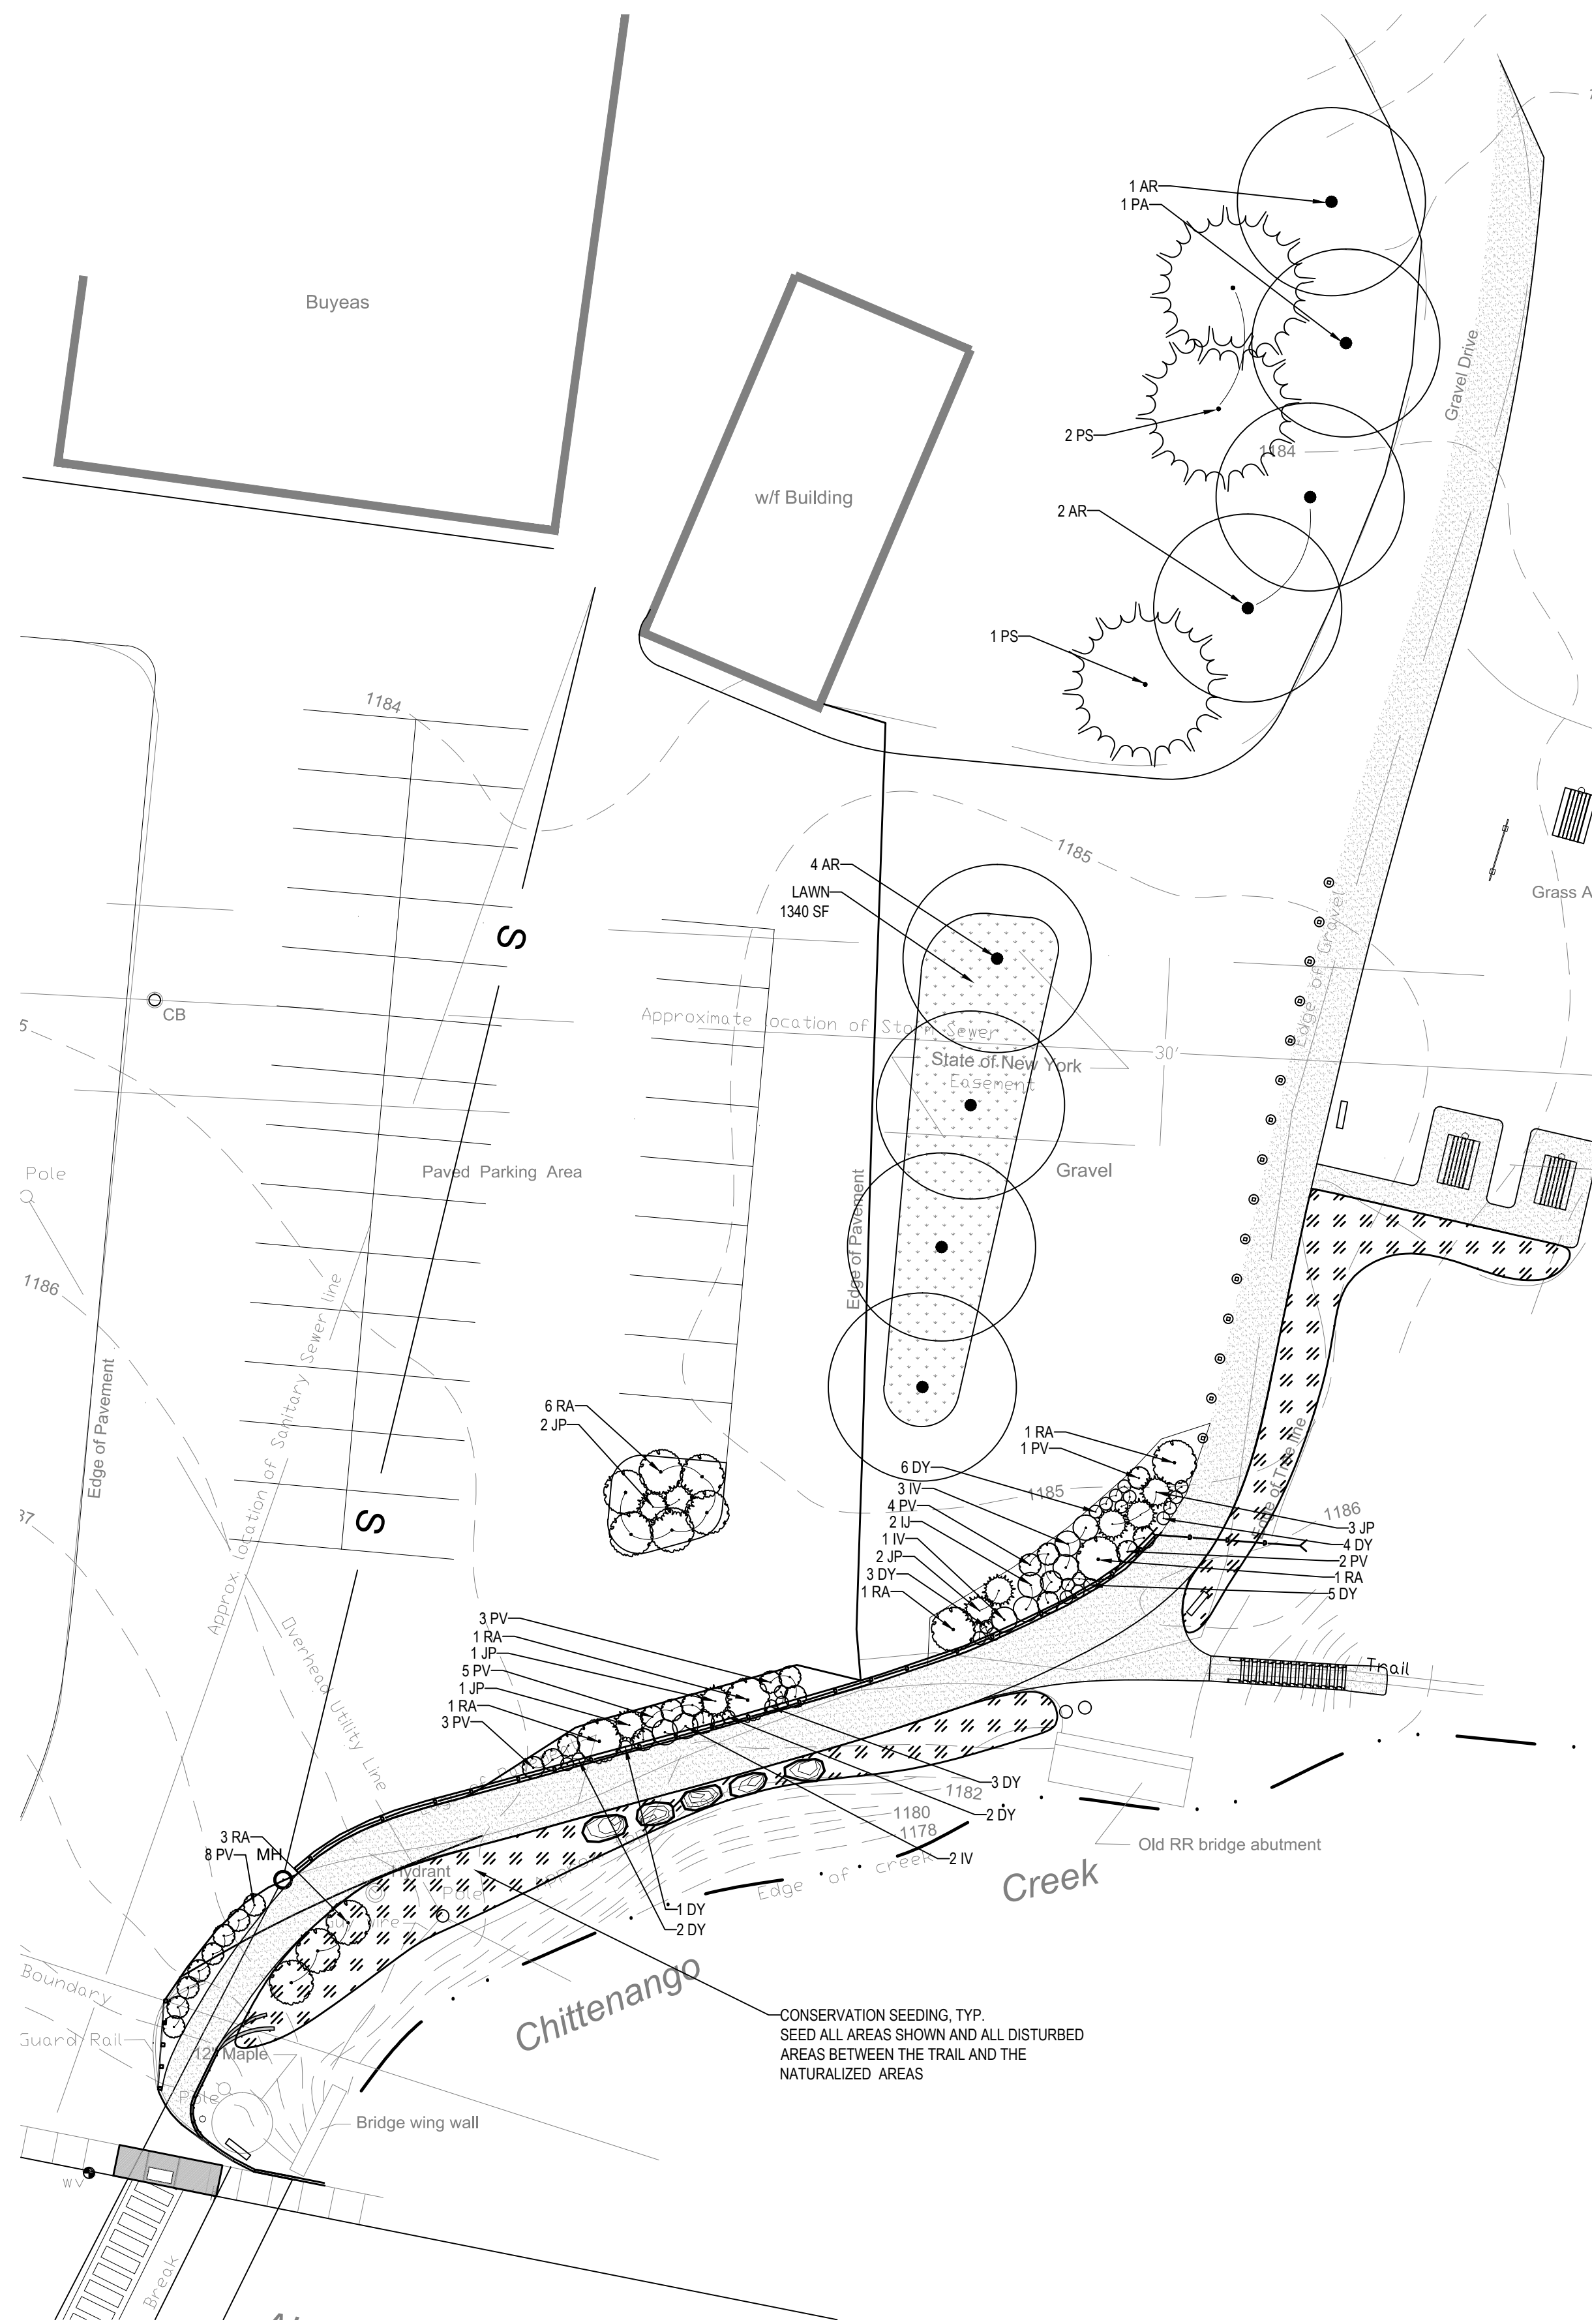 1 AR
1 PA
Buyeas
Gravel Drive
2 PS
1184
w/f Building
2 AR
1 PS
1184
1185
4 AR
LAWN
1340 SF
Grass A
S
Edge of Gravel
CB
Approximate location of Storm Sewer
30'
State of New York
Easement
Pole
Paved Parking Area
Gravel
Edge of Pavement
1186
Approx. location of Sanitary Sewer line
Edge of Pavement
6 RA
2 JP
1 RA
1 PV
6 DY
3 IV
4 PV
2 IJ
1 IV
2 JP
3 DY
1 RA
1185
Edge of Tree line
1186
3 JP
4 DY
2 PV
1 RA
5 DY
S
37
Overhead Utility Line
3 PV
1 RA
1 JP
5 PV
1 JP
1 RA
3 PV
Trail
3 DY
2 DY
2 IV
1182
1180
1178
Old RR bridge abutment
3 RA
8 PV
MH
Hydrant
Pole
Guy wire
Edge of creek
Creek
1 DY
2 DY
Chittenango
Boundary
Guard Rail
12" Maple
Pole
CONSERVATION SEEDING, TYP.
SEED ALL AREAS SHOWN AND ALL DISTURBED
AREAS BETWEEN THE TRAIL AND THE
NATURALIZED AREAS
Bridge wing wall
WV
Break